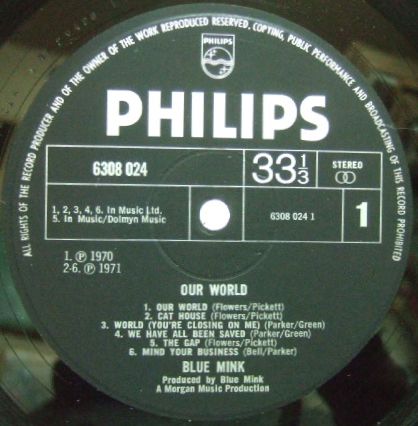 ALL RIGHTS OF THE RECORD PRODUCER AND OF THE OWNER OF THE WORK REPRODUCED RESERVED, COPYING, PUBLIC PERFORMANCE AND BROADCASTING OF THIS RECORD PROHIBITED
PHILIPS
PHILIPS
6308 024
33 1/3
STEREO
1, 2, 3, 4, 6. In Music Ltd.
5. In Music/Dolmyn Music
6308 024 1
1
1. ℗ 1970
2-6. ℗ 1971
OUR WORLD
1. OUR WORLD (Flowers/Pickett)
2. CAT HOUSE (Flowers/Pickett)
3. WORLD (YOU'RE CLOSING ON ME) (Parker/Green)
4. WE HAVE ALL BEEN SAVED (Parker/Green)
5. THE GAP (Flowers/Pickett)
6. MIND YOUR BUSINESS (Bell/Parker)
BLUE MINK
Produced by Blue Mink
A Morgan Music Production